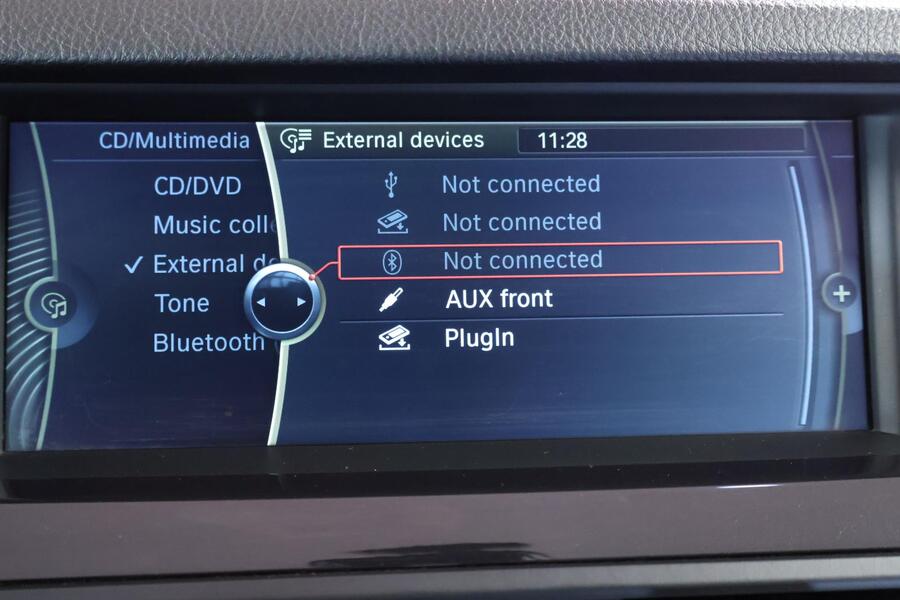 CD/Multimedia
CD/DVD
Music coll
External de
Tone
Bluetooth
External devices 11:28
Not connected
Not connected
Not connected
AUX front
PlugIn